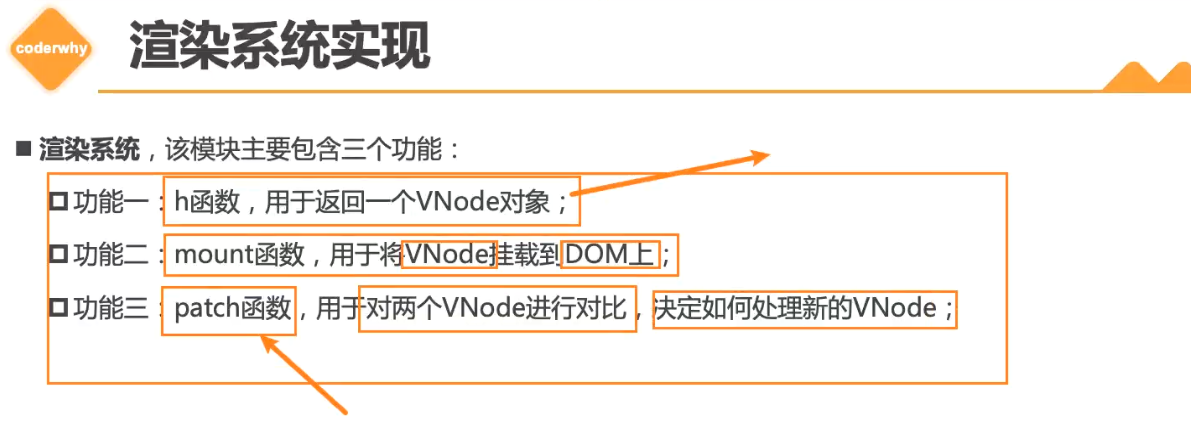 coderwhy
渲染系统实现
渲染系统，该模块主要包含三个功能：
功能一：h函数，用于返回一个VNode对象；
功能二：mount函数，用于将VNode挂载到DOM上；
功能三：patch函数，用于对两个VNode进行对比，决定如何处理新的VNode；